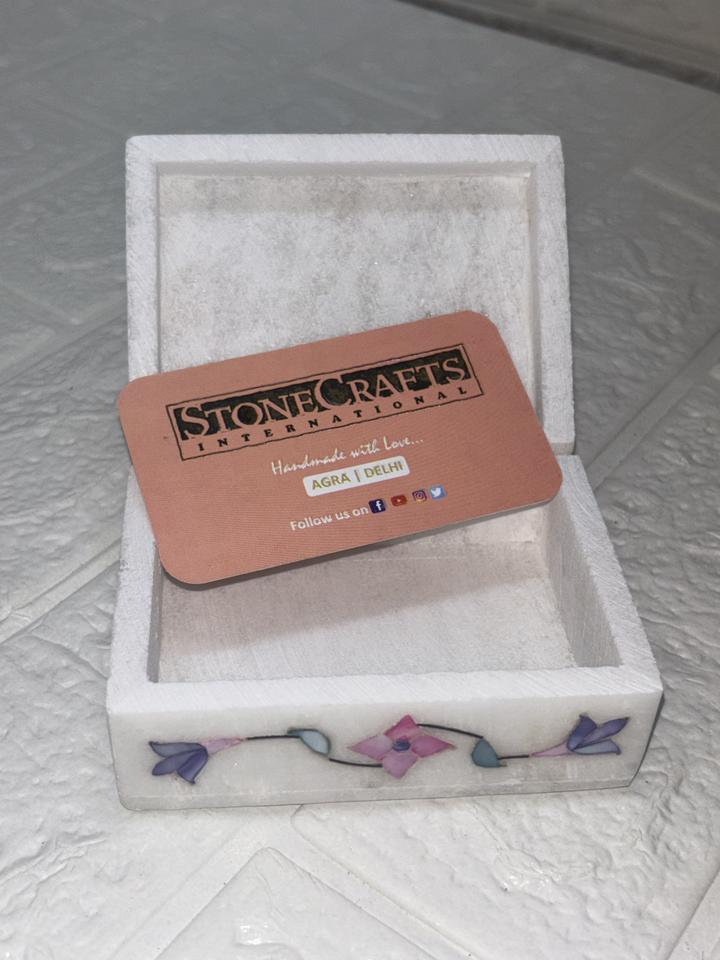 STONECRAFTS
INTERNATIONAL
Handmade with Love...
AGRA | DELHI
Follow us on